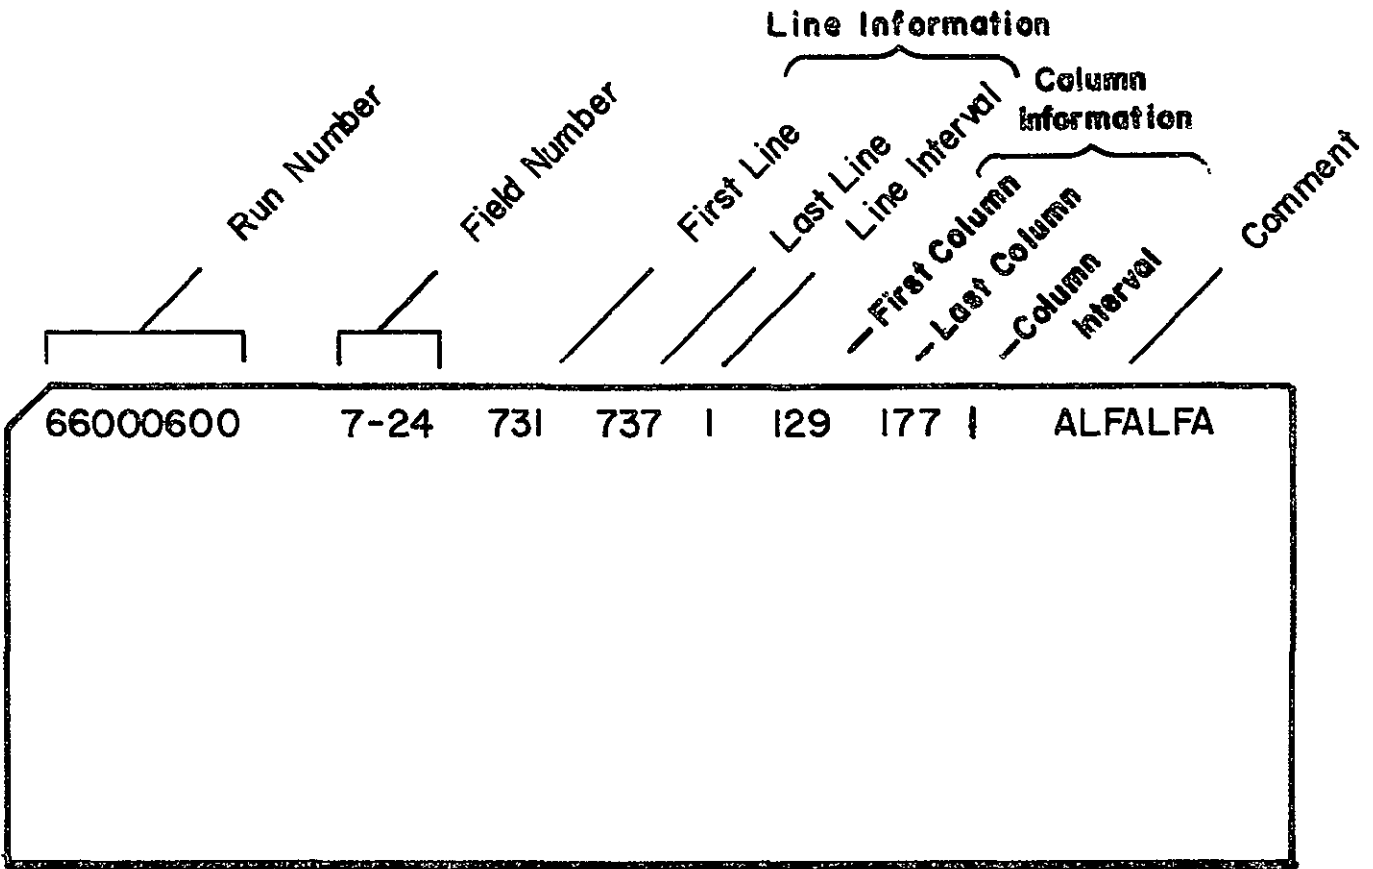 Line Information
Column
Information
Run Number
Field Number
First Line
Last Line
Line Interval
First Column
Last Column
Column
Interval
Comment
66000600 7-24 731 737 1 129 177 1 ALFALFA